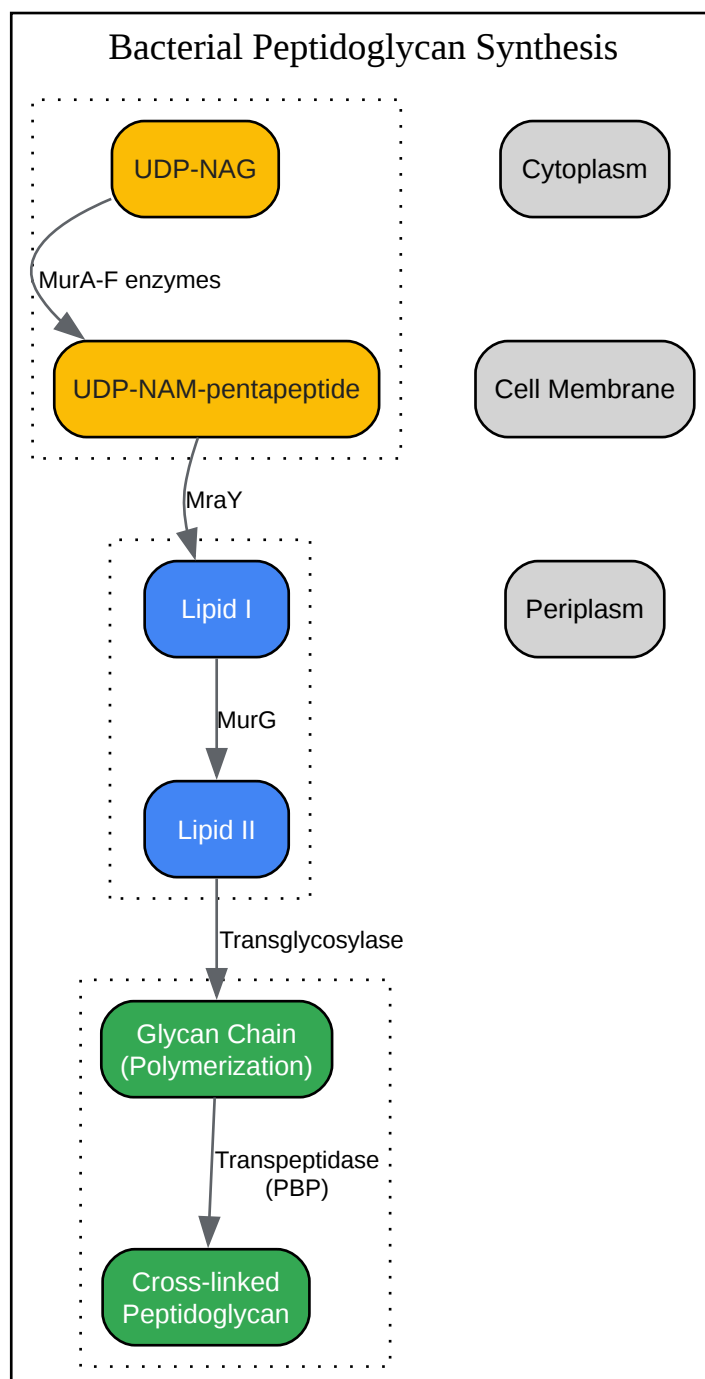 Bacterial Peptidoglycan Synthesis
UDP-NAG
Cytoplasm
MurA-F enzymes
UDP-NAM-pentapeptide
Cell Membrane
MraY
Lipid I
Periplasm
MurG
Lipid II
Transglycosylase
Glycan Chain
(Polymerization)
Transpeptidase
(PBP)
Cross-linked
Peptidoglycan